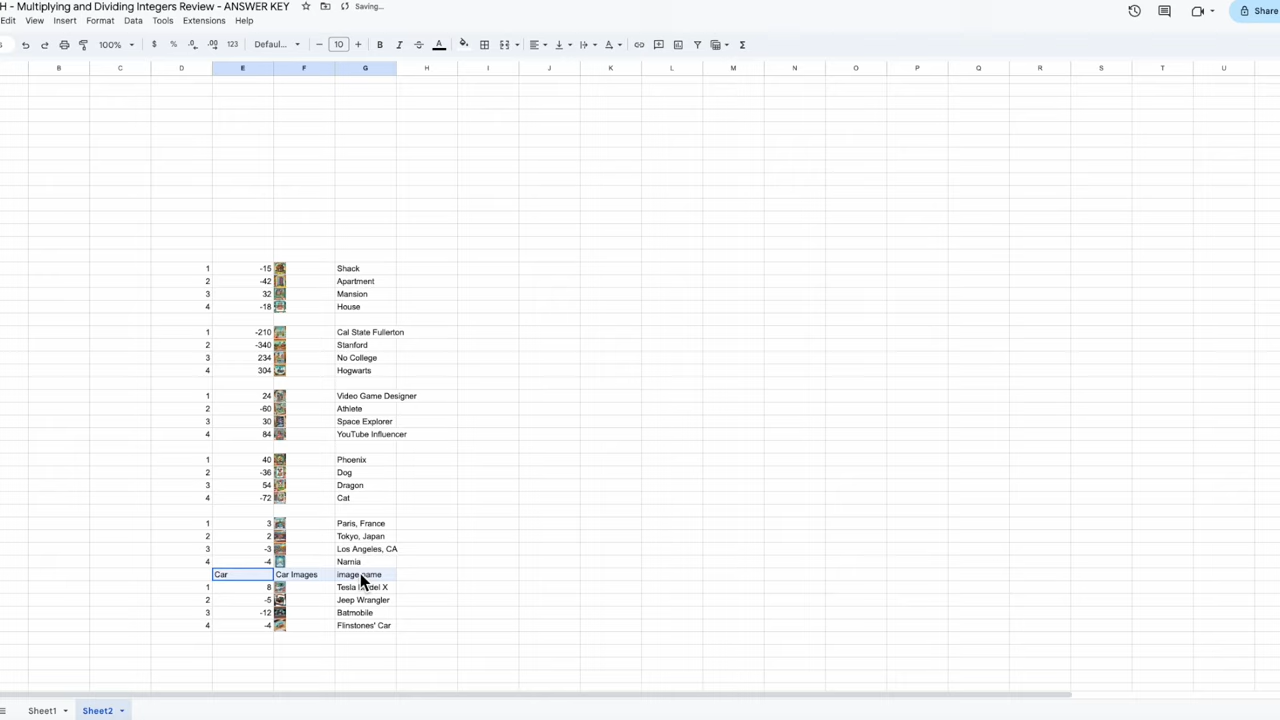 H - Multiplying and Dividing Integers Review - ANSWER KEY Saving...
Edit View Insert Format Data Tools Extensions Help
Share
100% $ % .0 .00 123 Defaul... − 10 + B I S A Σ
B C D E F G H I J K L M N O P Q R S T U
1 -15 Shack
2 -42 Apartment
3 32 Mansion
4 -18 House
1 -210 Cal State Fullerton
2 -340 Stanford
3 234 No College
4 304 Hogwarts
1 24 Video Game Designer
2 -60 Athlete
3 30 Space Explorer
4 84 YouTube Influencer
1 40 Phoenix
2 -36 Dog
3 54 Dragon
4 -72 Cat
1 3 Paris, France
2 2 Tokyo, Japan
3 -3 Los Angeles, CA
4 -4 Narnia
Car Car Images image name
1 8 Tesla Model X
2 -5 Jeep Wrangler
3 -12 Batmobile
4 -4 Flinstones' Car
Sheet1 Sheet2